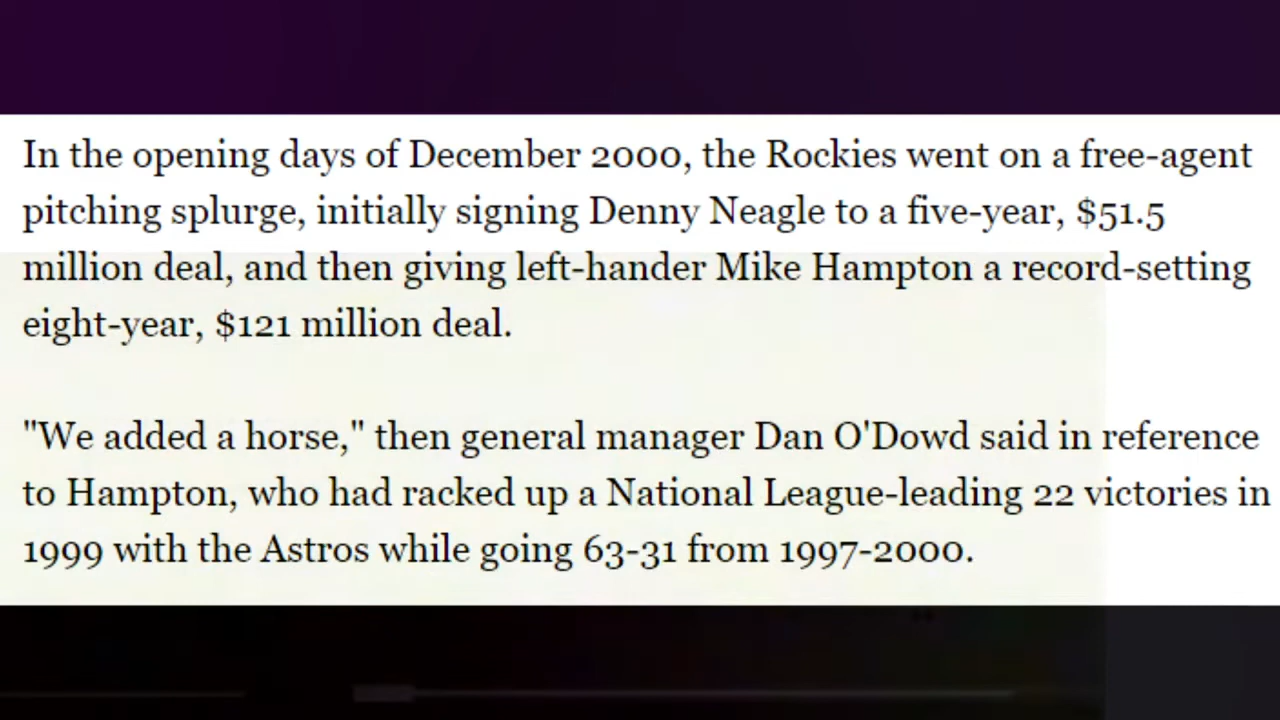 In the opening days of December 2000, the Rockies went on a free-agent
pitching splurge, initially signing Denny Neagle to a five-year, $51.5
million deal, and then giving left-hander Mike Hampton a record-setting
eight-year, $121 million deal.
"We added a horse," then general manager Dan O'Dowd said in reference
to Hampton, who had racked up a National League-leading 22 victories in
1999 with the Astros while going 63-31 from 1997-2000.